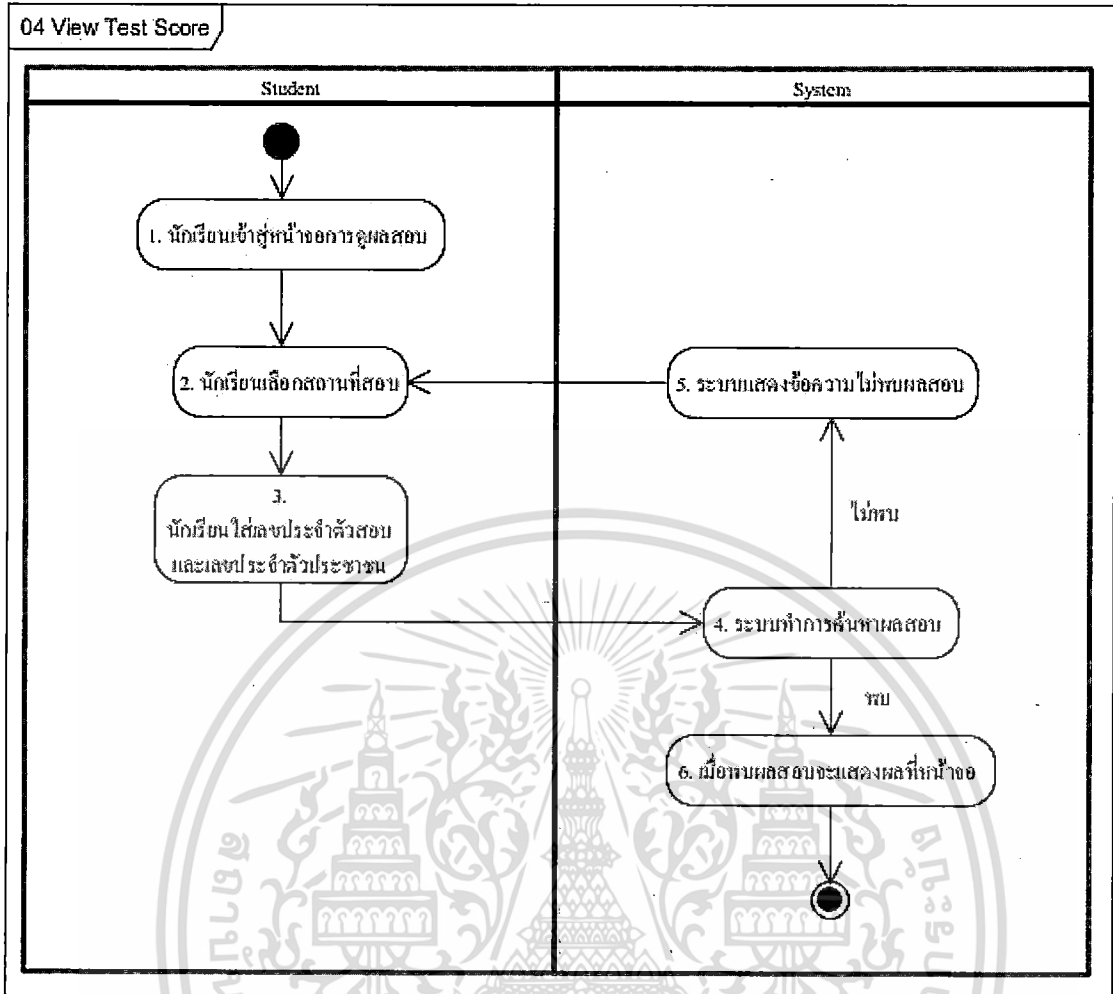 04 View Test Score
Student
System
1. นักเรียนเข้าสู่หน้าจอการดูผลสอบ
2. นักเรียนเลือกสถานที่สอบ
5. ระบบแสดงข้อความไม่พบผลสอบ
3.
นักเรียนใส่เลขประจำตัวสอบ
และเลขประจำตัวประชาชน
ไม่พบ
4. ระบบทำการค้นหาผลสอบ
พบ
6. เมื่อพบผลสอบจะแสดงผลที่หน้าจอ